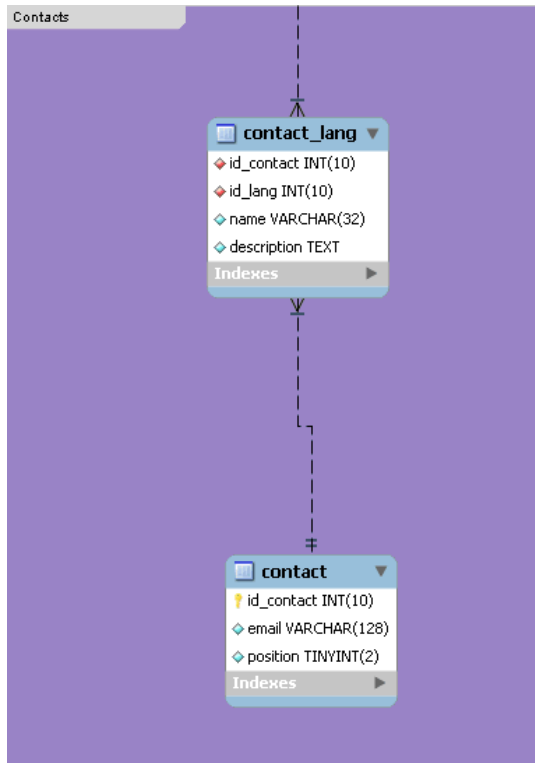 Contacts
contact_lang
id_contact INT(10)
id_lang INT(10)
name VARCHAR(32)
description TEXT
Indexes
contact
id_contact INT(10)
email VARCHAR(128)
position TINYINT(2)
Indexes